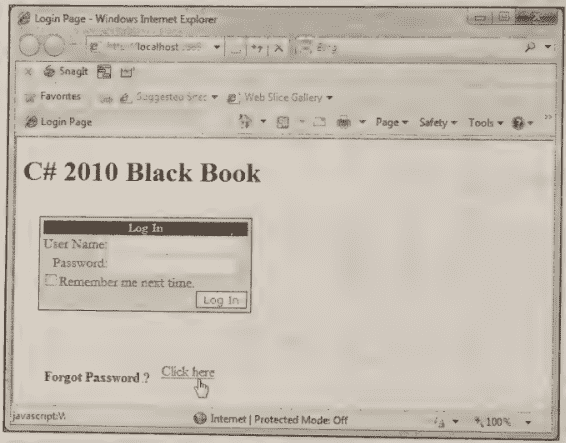 Login Page - Windows Internet Explorer
localhost
Bing
x Snagit
Favorites Suggested Sites Web Slice Gallery
Login Page Page Safety Tools
C# 2010 Black Book
Log In
User Name:
Password:
Remember me next time.
Log In
Forgot Password ? Click here
javascript:\\ Internet | Protected Mode: Off 100%